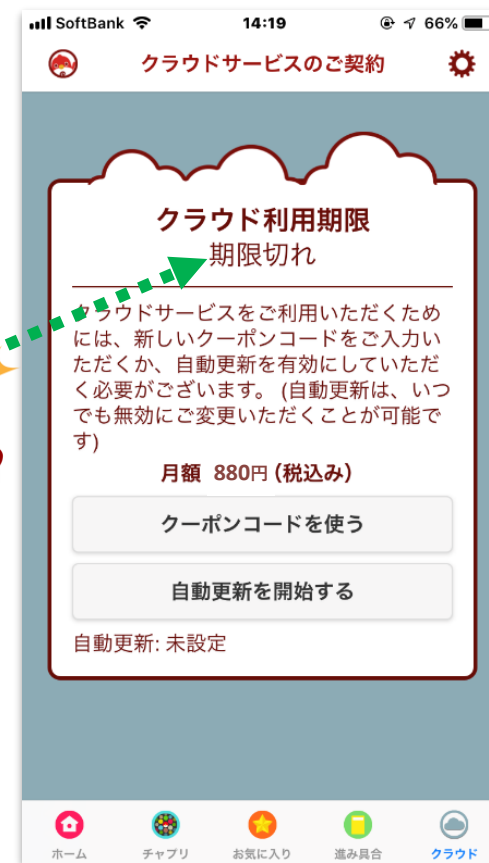 SoftBank 14:19 66%
クラウドサービスのご契約
クラウド利用期限
期限切れ
クラウドサービスをご利用いただくため
には、新しいクーポンコードをご入力い
ただくか、自動更新を有効にしていただ
く必要がございます。 (自動更新は、いつ
でも無効にご変更いただくことが可能で
す)
月額 880円 (税込み)
クーポンコードを使う
自動更新を開始する
自動更新: 未設定
ホーム チャプリ お気に入り 進み具合 クラウド